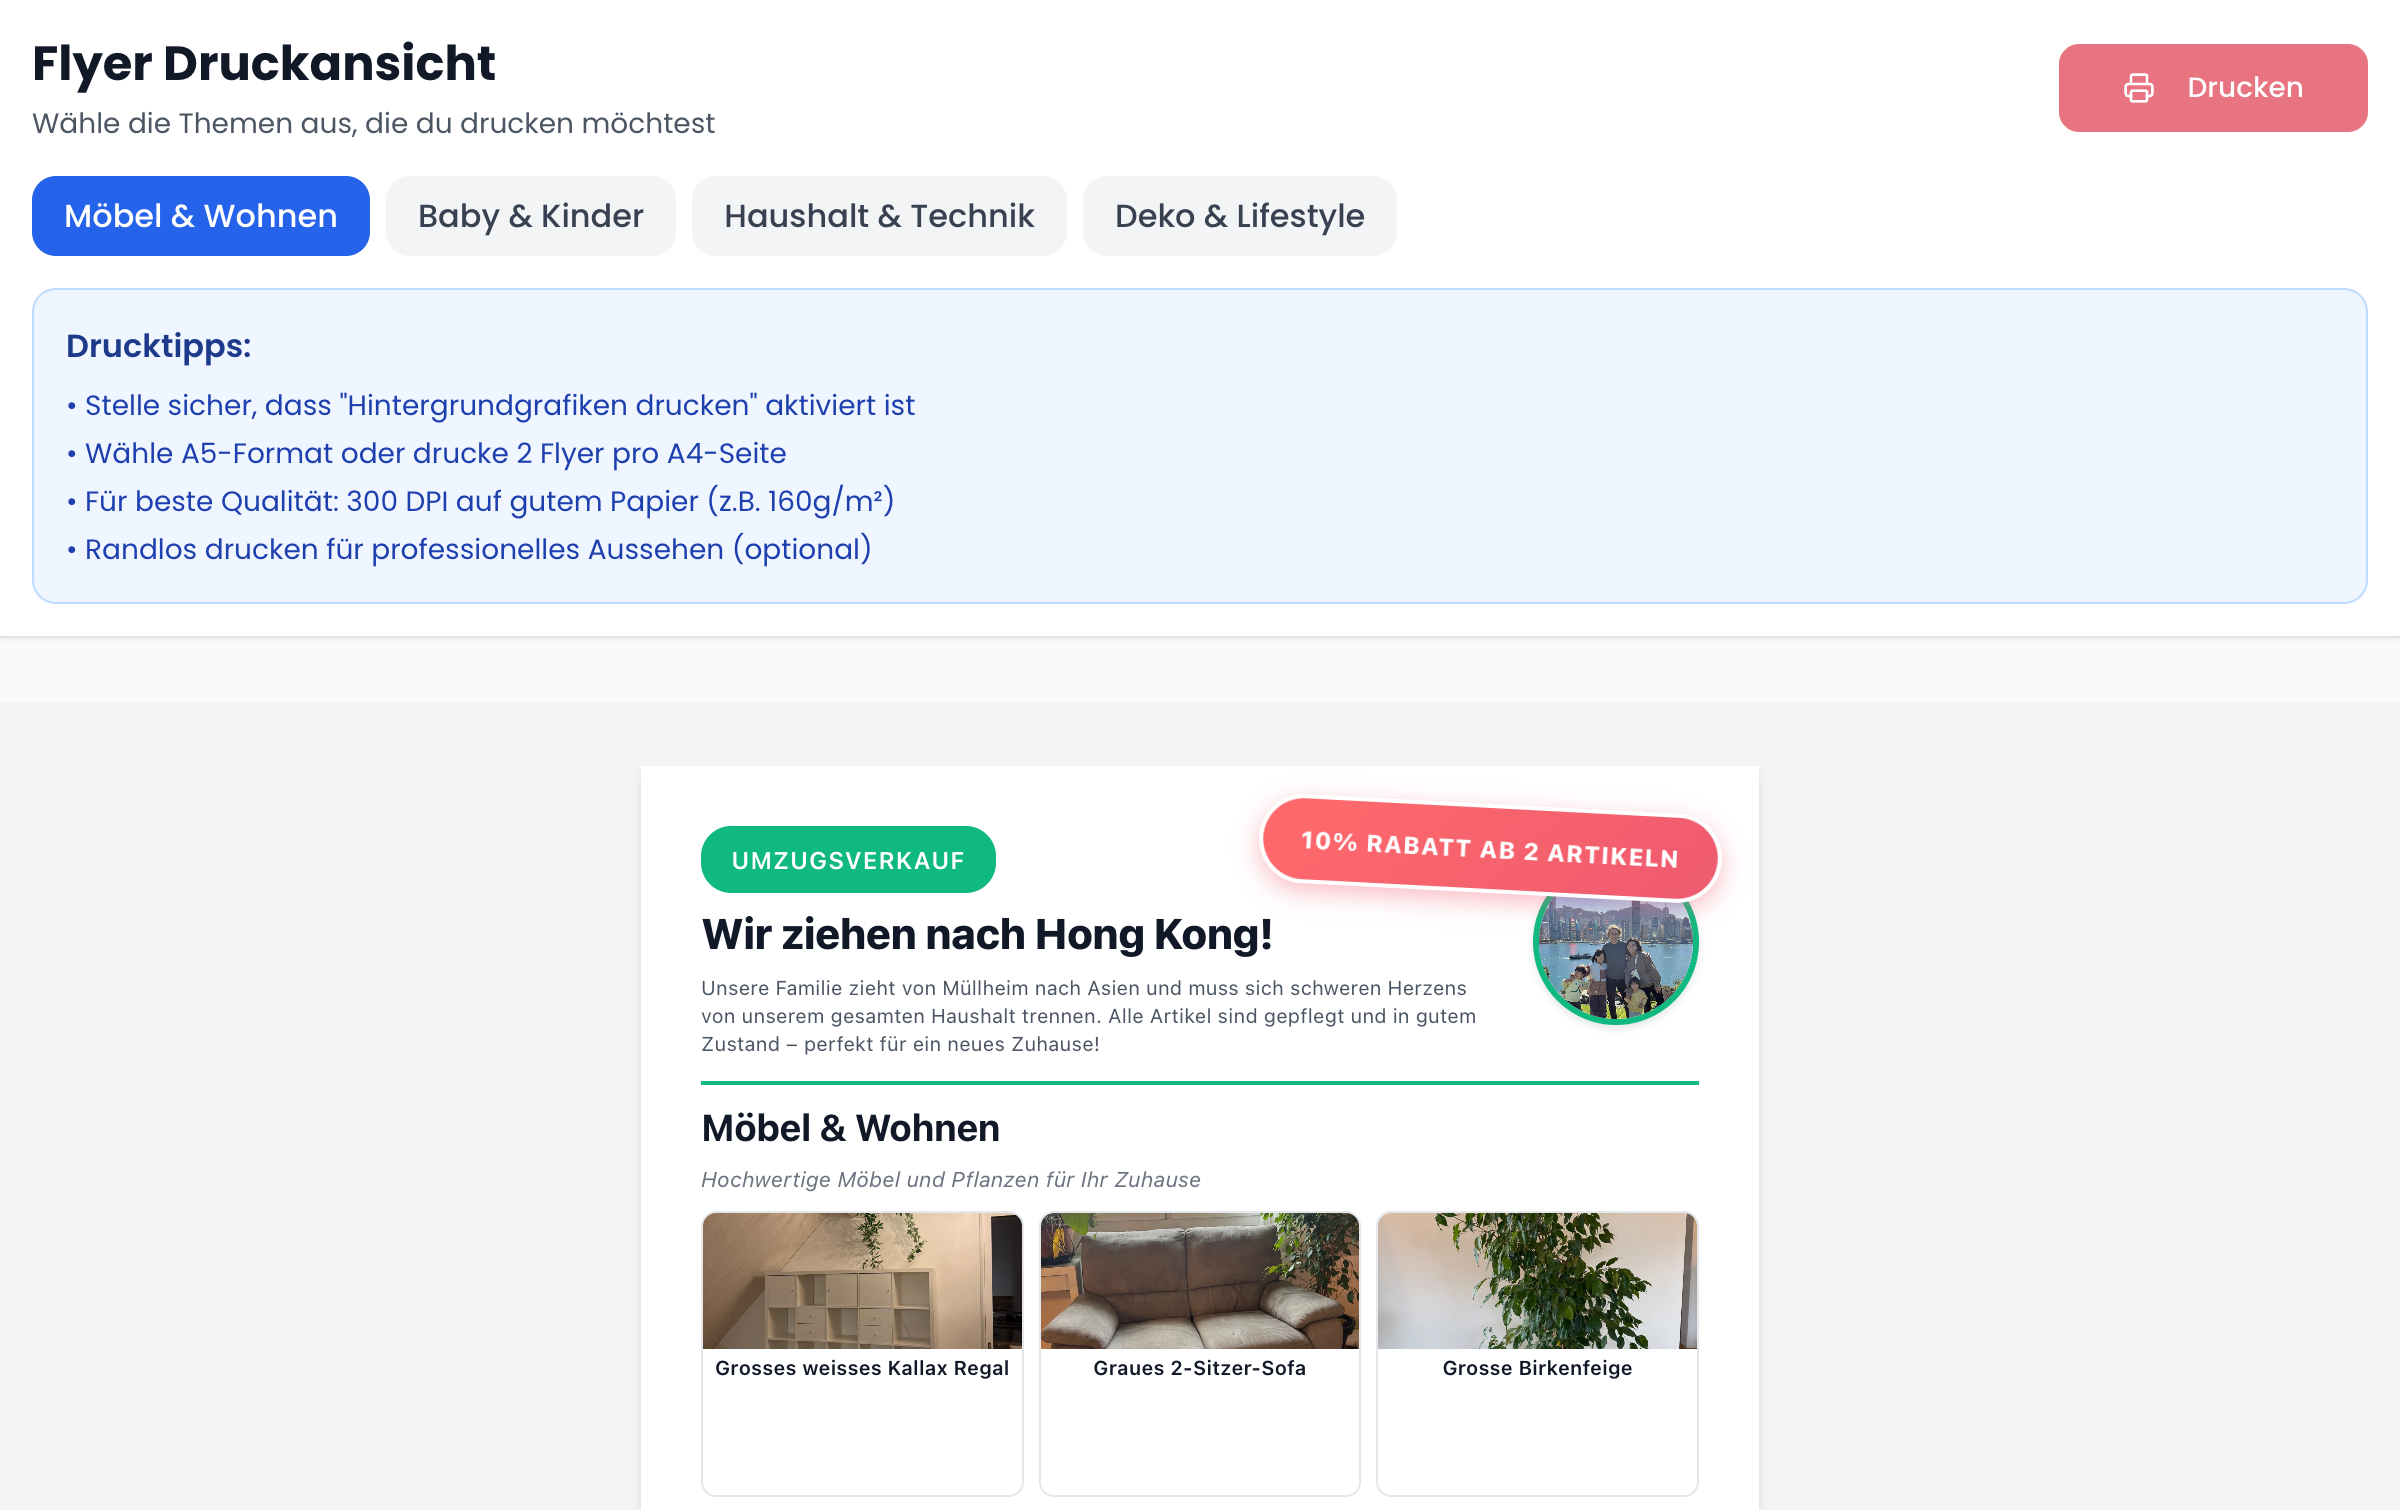 Flyer Druckansicht
Wähle die Themen aus, die du drucken möchtest
Drucken
Möbel & Wohnen
Baby & Kinder
Haushalt & Technik
Deko & Lifestyle
Drucktipps:
• Stelle sicher, dass "Hintergrundgrafiken drucken" aktiviert ist
• Wähle A5-Format oder drucke 2 Flyer pro A4-Seite
• Für beste Qualität: 300 DPI auf gutem Papier (z.B. 160g/m²)
• Randlos drucken für professionelles Aussehen (optional)
UMZUGSVERKAUF
10% RABATT AB 2 ARTIKELN
Wir ziehen nach Hong Kong!
Unsere Familie zieht von Müllheim nach Asien und muss sich schweren Herzens
von unserem gesamten Haushalt trennen. Alle Artikel sind gepflegt und in gutem
Zustand – perfekt für ein neues Zuhause!
Möbel & Wohnen
Hochwertige Möbel und Pflanzen für Ihr Zuhause
Grosses weisses Kallax Regal
Graues 2-Sitzer-Sofa
Grosse Birkenfeige